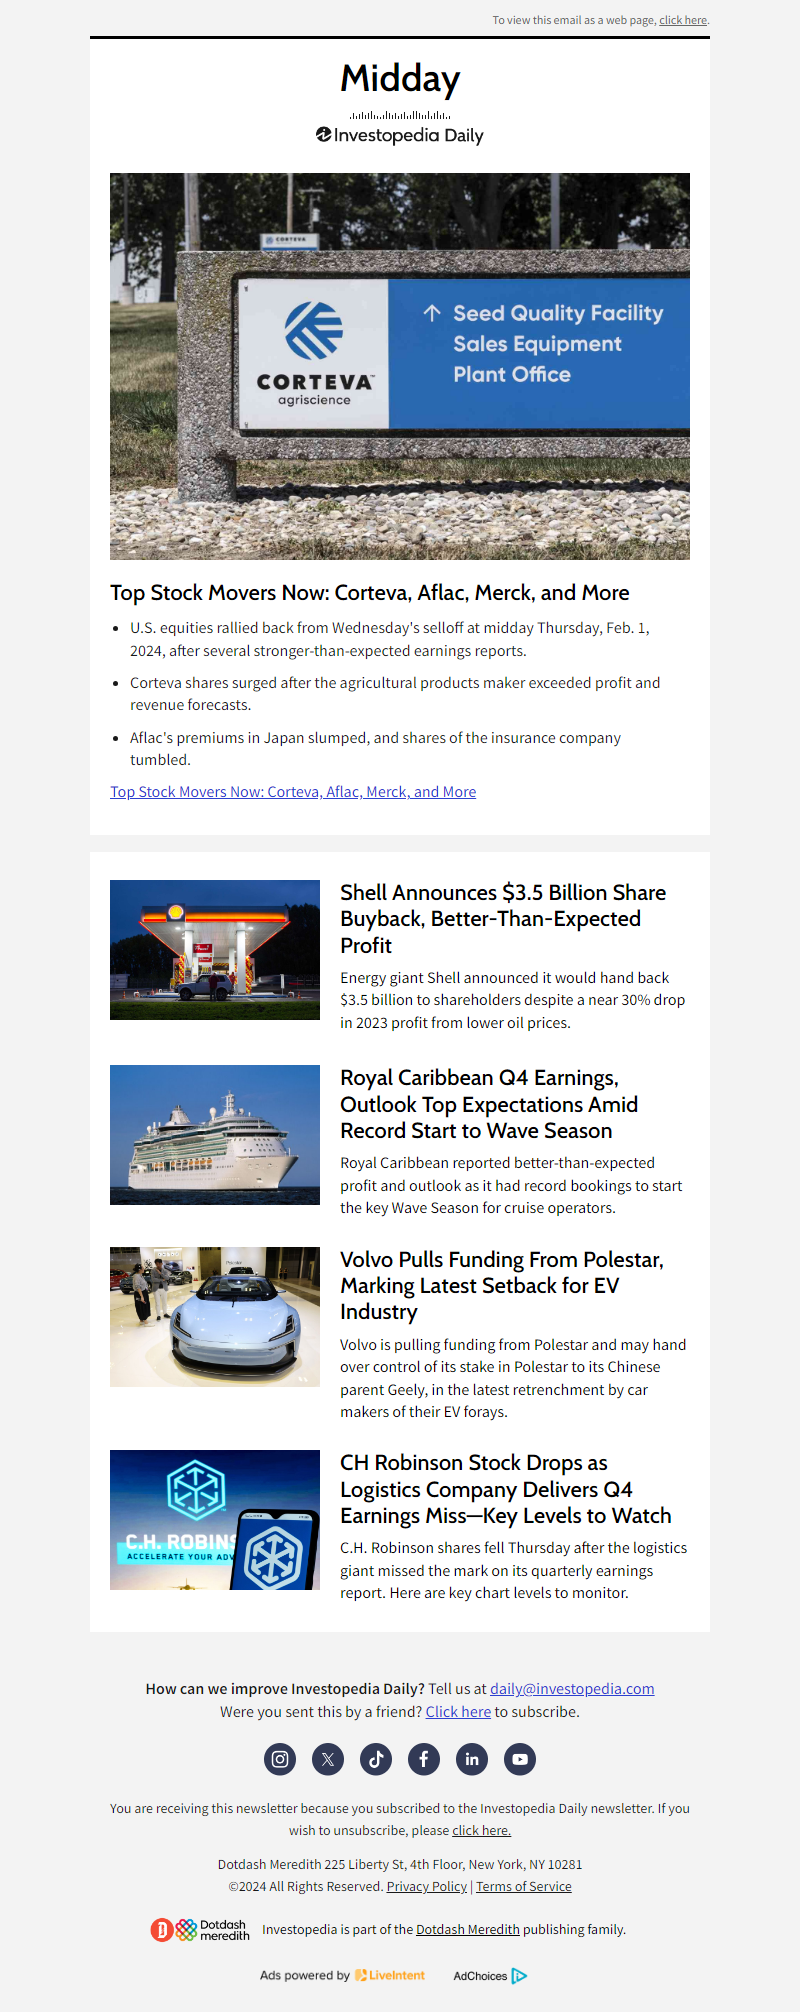 To view this email as a web page, click here.
Midday
Investopedia Daily
CORTEVA
CORTEVA™
agriscience
↑ Seed Quality Facility
Sales Equipment
Plant Office
Top Stock Movers Now: Corteva, Aflac, Merck, and More
• U.S. equities rallied back from Wednesday's selloff at midday Thursday, Feb. 1,
2024, after several stronger-than-expected earnings reports.
• Corteva shares surged after the agricultural products maker exceeded profit and
revenue forecasts.
• Aflac's premiums in Japan slumped, and shares of the insurance company
tumbled.
Top Stock Movers Now: Corteva, Aflac, Merck, and More
Shell Announces $3.5 Billion Share
Buyback, Better-Than-Expected
Profit
Energy giant Shell announced it would hand back
$3.5 billion to shareholders despite a near 30% drop
in 2023 profit from lower oil prices.
Royal Caribbean Q4 Earnings,
Outlook Top Expectations Amid
Record Start to Wave Season
Royal Caribbean reported better-than-expected
profit and outlook as it had record bookings to start
the key Wave Season for cruise operators.
Polestar
Volvo Pulls Funding From Polestar,
Marking Latest Setback for EV
Industry
Volvo is pulling funding from Polestar and may hand
over control of its stake in Polestar to its Chinese
parent Geely, in the latest retrenchment by car
makers of their EV forays.
C.H. ROBINS
ACCELERATE YOUR ADV
CH Robinson Stock Drops as
Logistics Company Delivers Q4
Earnings Miss—Key Levels to Watch
C.H. Robinson shares fell Thursday after the logistics
giant missed the mark on its quarterly earnings
report. Here are key chart levels to monitor.
How can we improve Investopedia Daily? Tell us at daily@investopedia.com
Were you sent this by a friend? Click here to subscribe.
You are receiving this newsletter because you subscribed to the Investopedia Daily newsletter. If you
wish to unsubscribe, please click here.
Dotdash Meredith 225 Liberty St, 4th Floor, New York, NY 10281
©2024 All Rights Reserved. Privacy Policy | Terms of Service
Dotdash
meredith
Investopedia is part of the Dotdash Meredith publishing family.
Ads powered by LiveIntent
AdChoices